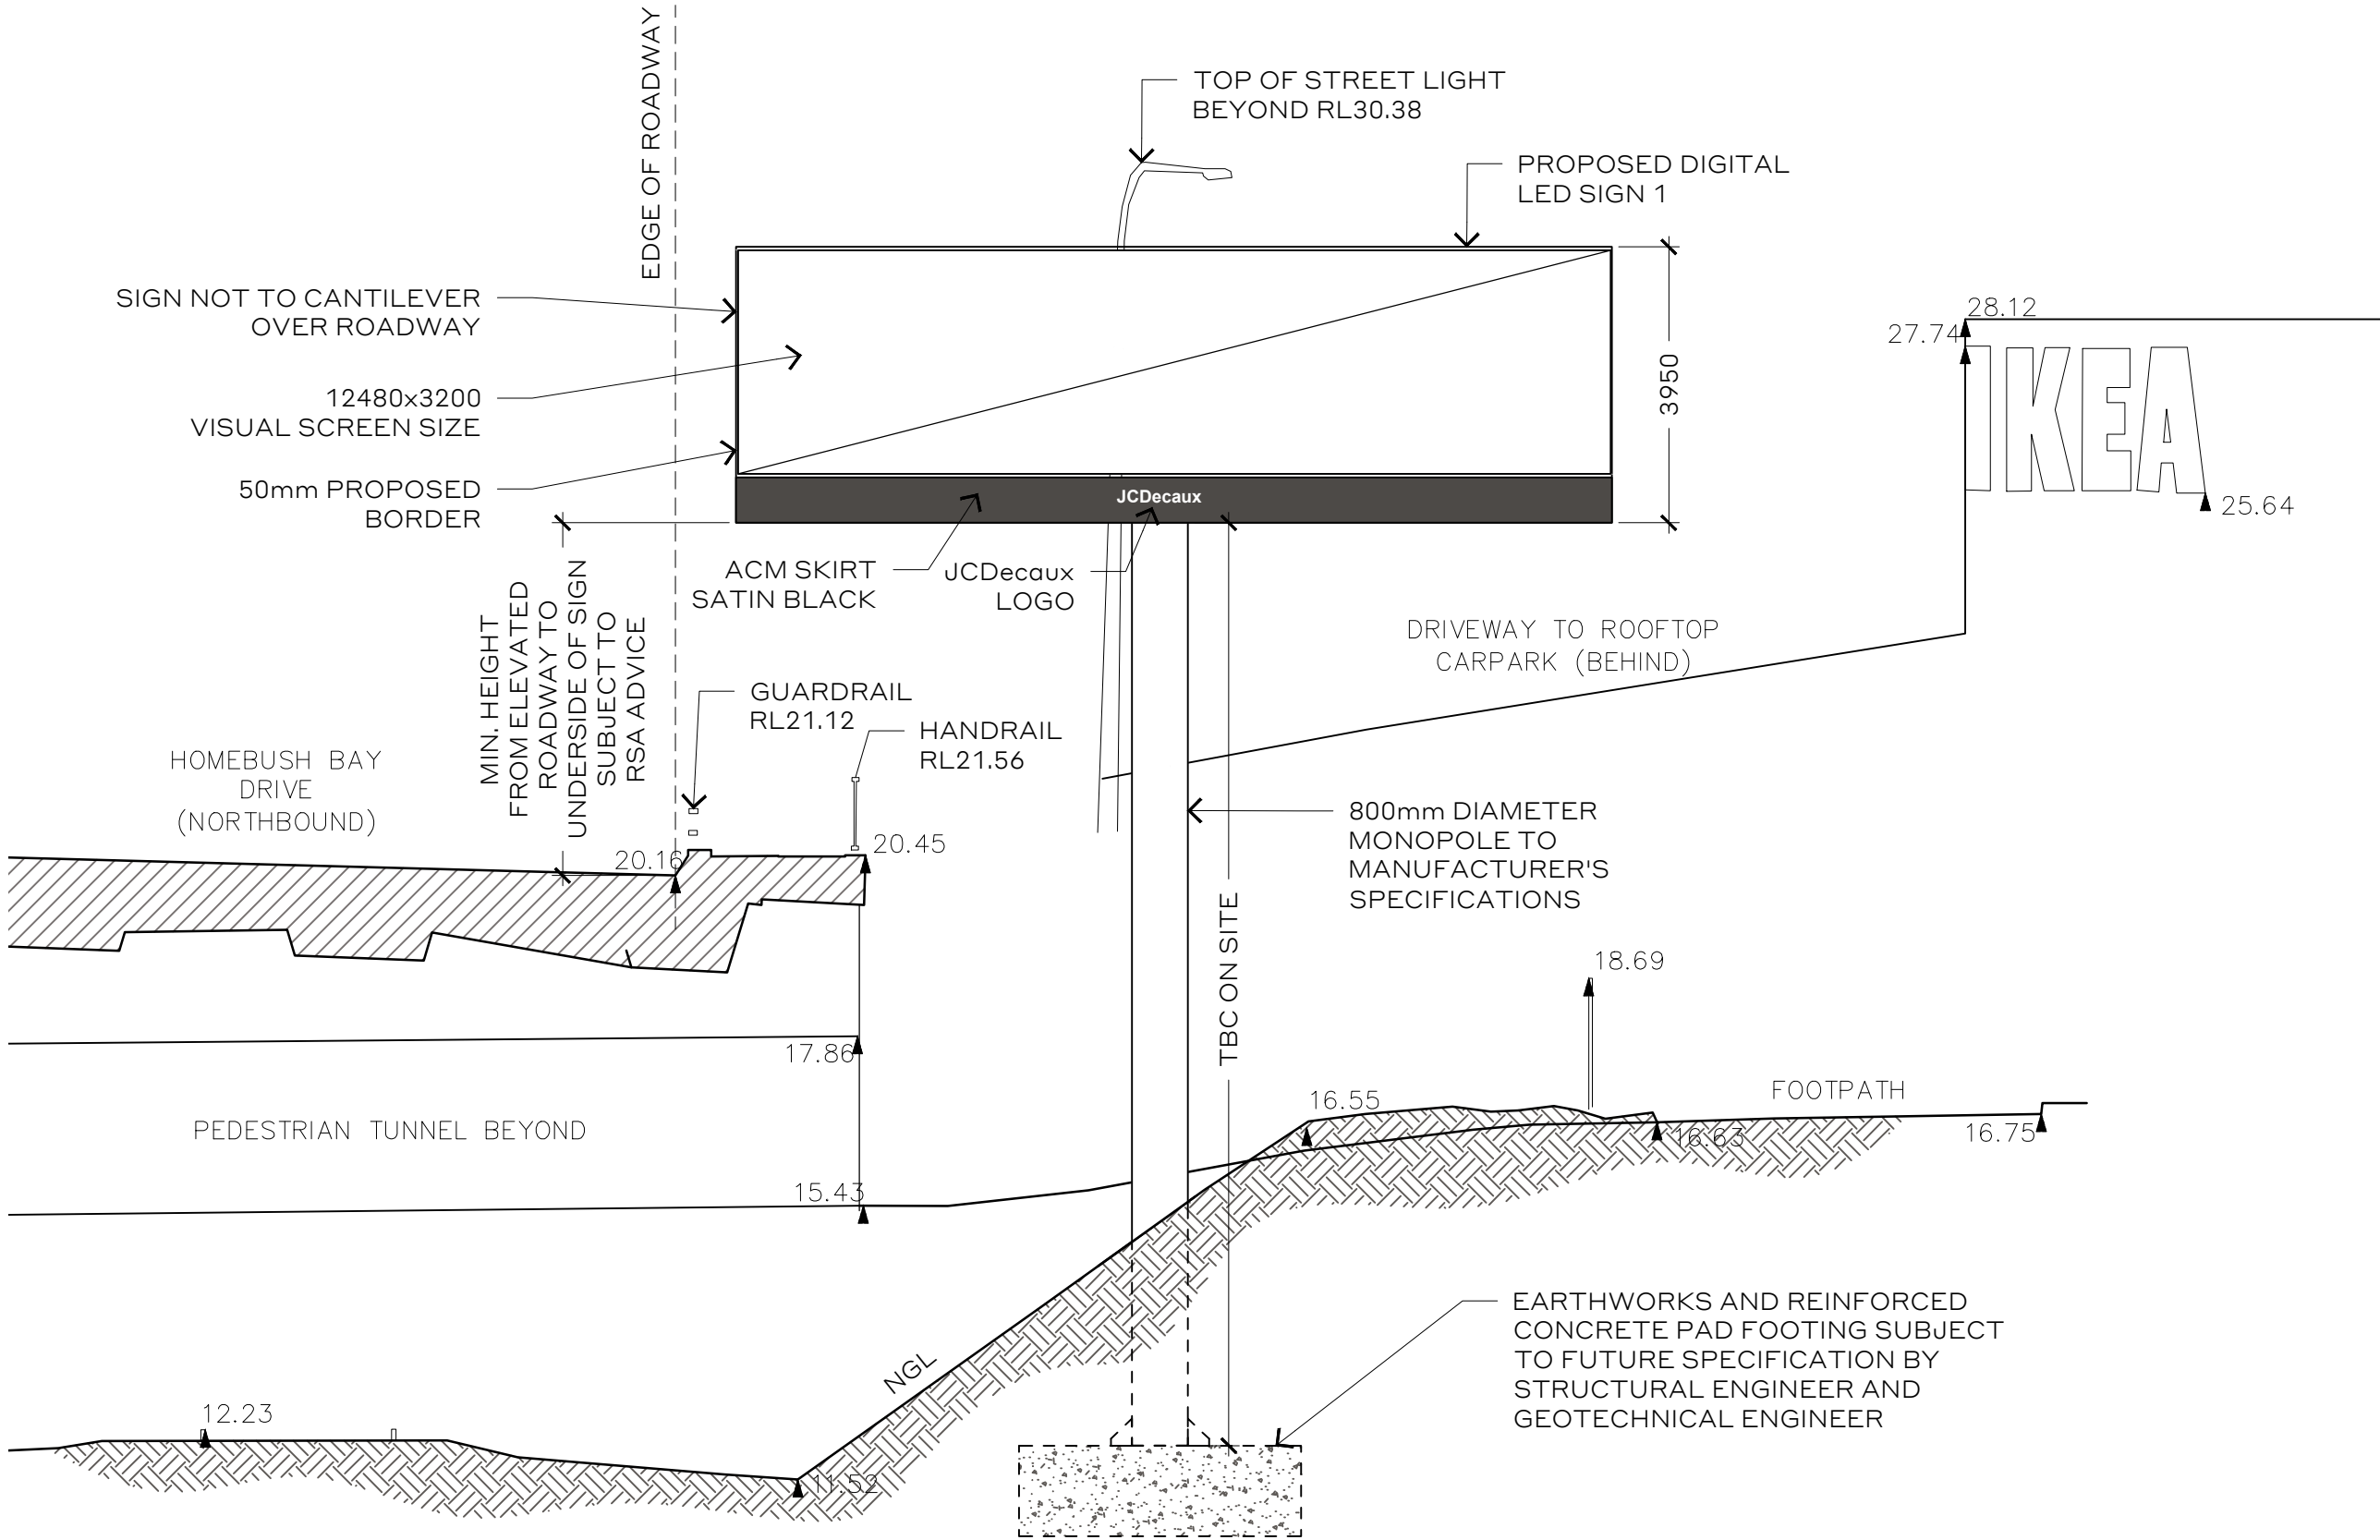 EDGE OF ROADWAY
TOP OF STREET LIGHT
BEYOND RL30.38
PROPOSED DIGITAL
LED SIGN 1
SIGN NOT TO CANTILEVER
OVER ROADWAY
12480x3200
VISUAL SCREEN SIZE
50mm PROPOSED
BORDER
3950
28.12
27.74
IKEA
25.64
JCDecaux
ACM SKIRT
SATIN BLACK
JCDecaux
LOGO
MIN. HEIGHT
FROM ELEVATED
ROADWAY TO
UNDERSIDE OF SIGN
SUBJECT TO
RSA ADVICE
DRIVEWAY TO ROOFTOP
CARPARK (BEHIND)
GUARDRAIL
RL21.12
HANDRAIL
RL21.56
HOMEBUSH BAY
DRIVE
(NORTHBOUND)
20.16
20.45
800mm DIAMETER
MONOPOLE TO
MANUFACTURER'S
SPECIFICATIONS
TBC ON SITE
18.69
17.86
PEDESTRIAN TUNNEL BEYOND
16.55
FOOTPATH
16.63
16.75
15.43
NGL
EARTHWORKS AND REINFORCED
CONCRETE PAD FOOTING SUBJECT
TO FUTURE SPECIFICATION BY
STRUCTURAL ENGINEER AND
GEOTECHNICAL ENGINEER
12.23
11.52